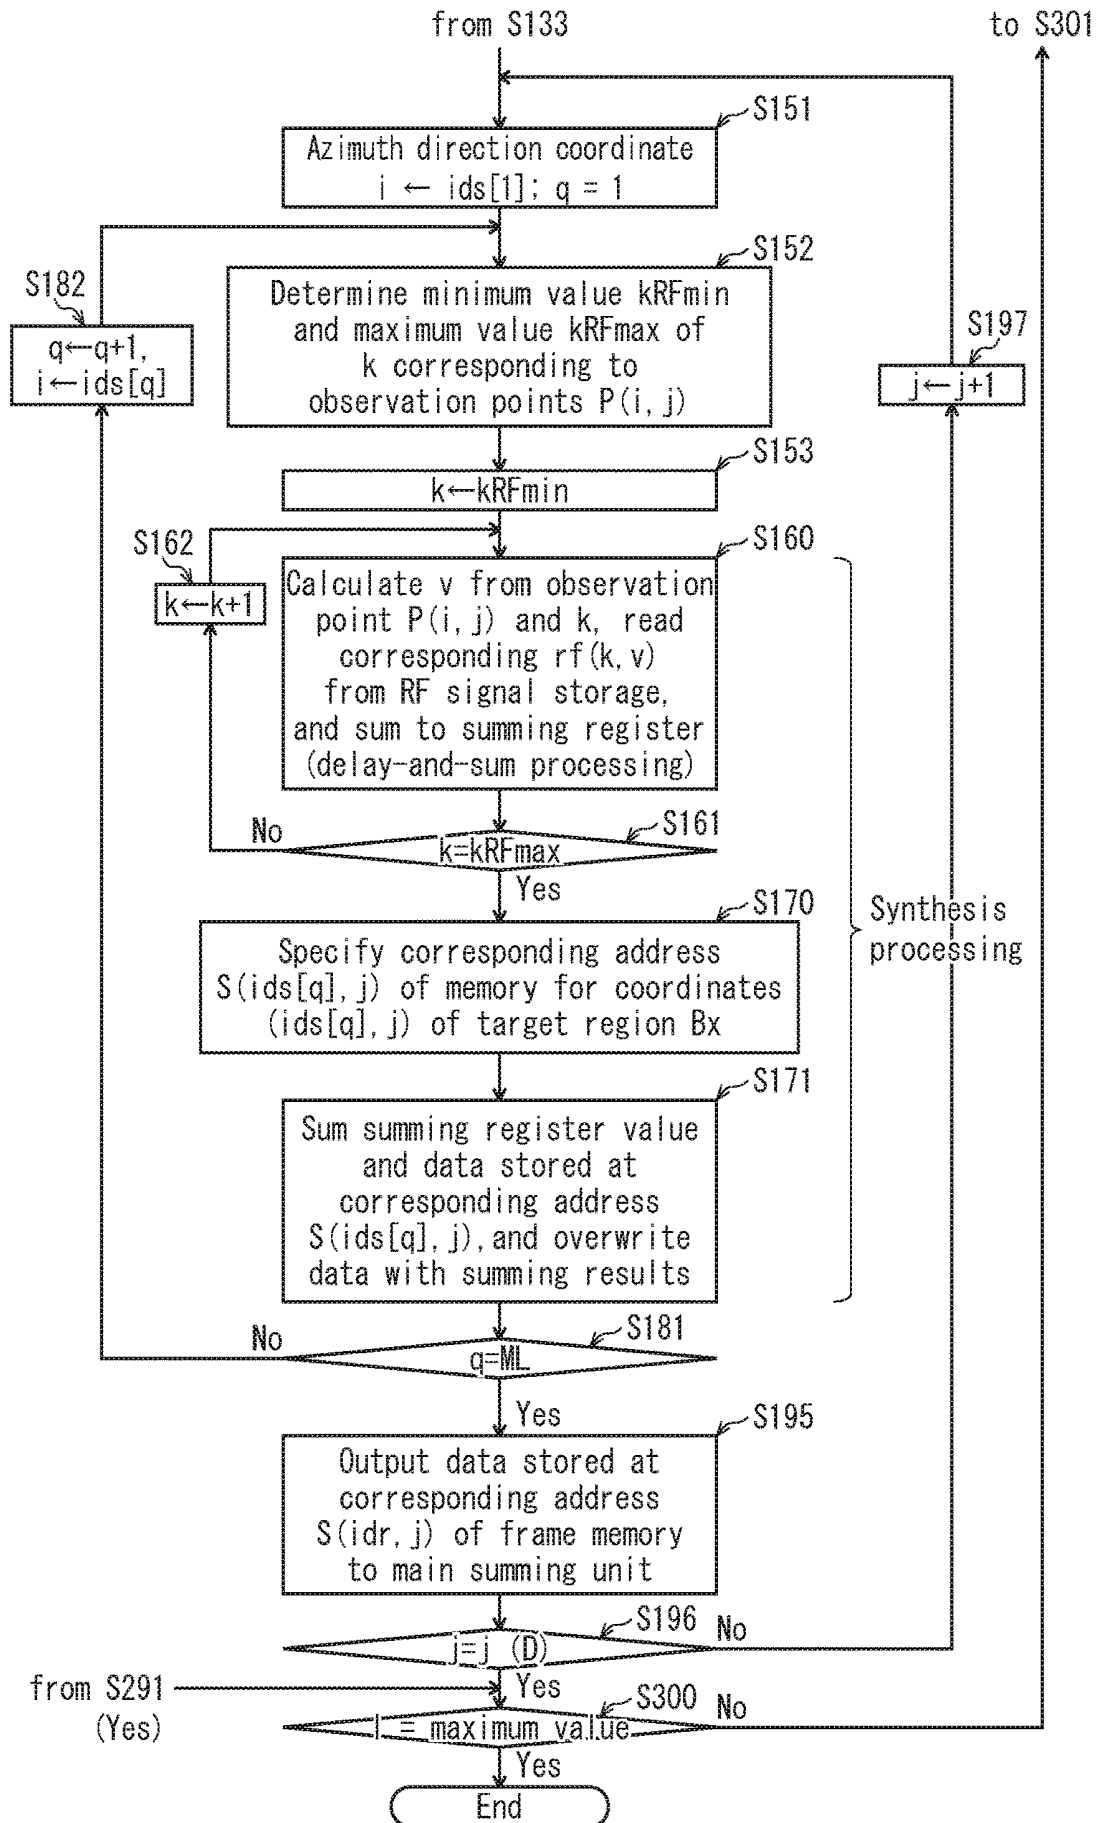 from S133
to S301
S151
Azimuth direction coordinate
i ← ids[1]; q = 1
S152
Determine minimum value kRFmin
and maximum value kRFmax of
k corresponding to
observation points P(i, j)
S182
q←q+1,
i←ids[q]
S197
j←j+1
S153
k←kRFmin
S162
k←k+1
S160
Calculate v from observation
point P(i, j) and k, read
corresponding rf(k, v)
from RF signal storage,
and sum to summing register
(delay-and-sum processing)
S161
k=kRFmax
No
Yes
S170
Specify corresponding address
S(ids[q], j) of memory for coordinates
(ids[q], j) of target region Bx
Synthesis
processing
S171
Sum summing register value
and data stored at
corresponding address
S(ids[q], j), and overwrite
data with summing results
S181
No
q=ML
Yes
S195
Output data stored at
corresponding address
S(idr, j) of frame memory
to main summing unit
S196
No
j=j (D)
Yes
from S291
(Yes)
S300
No
l = maximum value
Yes
End